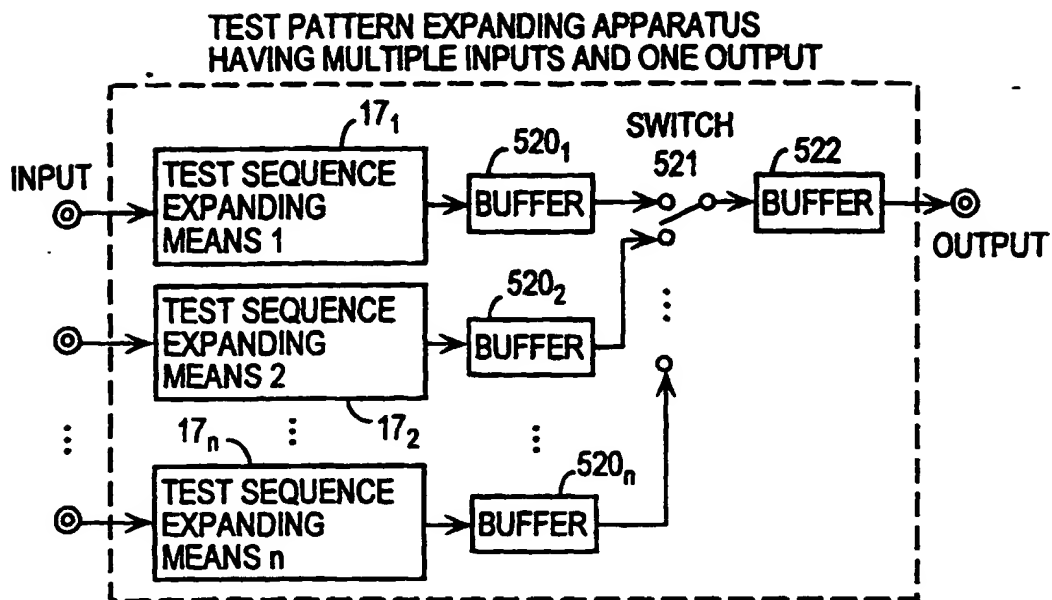 TEST PATTERN EXPANDING APPARATUS
HAVING MULTIPLE INPUTS AND ONE OUTPUT
INPUT
17₁
TEST SEQUENCE
EXPANDING
MEANS 1
520₁
BUFFER
SWITCH
521
522
BUFFER
OUTPUT
TEST SEQUENCE
EXPANDING
MEANS 2
17₂
520₂
BUFFER
17ₙ
TEST SEQUENCE
EXPANDING
MEANS n
520ₙ
BUFFER